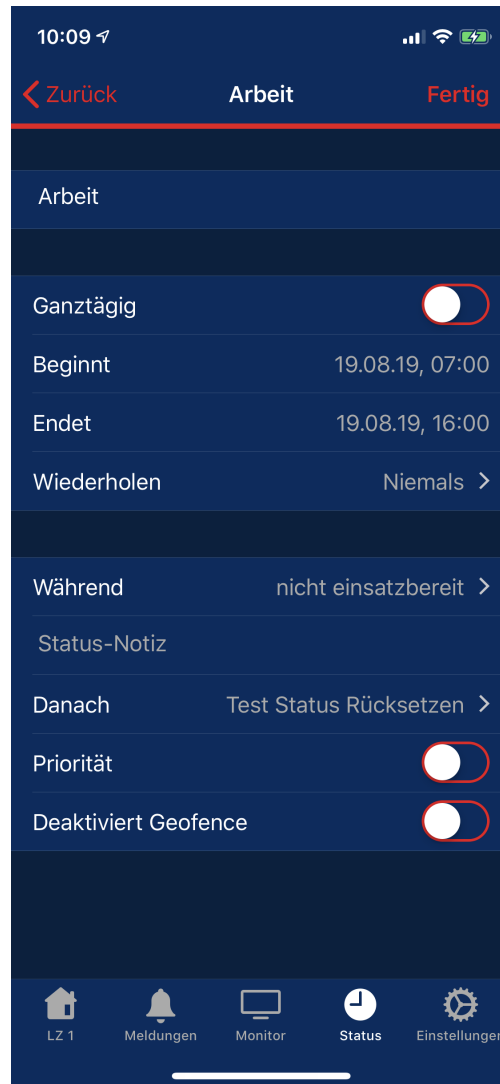 10:09
Zurück Arbeit Fertig
Arbeit
Ganztägig
Beginnt 19.08.19, 07:00
Endet 19.08.19, 16:00
Wiederholen Niemals
Während nicht einsatzbereit
Status-Notiz
Danach Test Status Rücksetzen
Priorität
Deaktiviert Geofence
LZ 1 Meldungen Monitor Status Einstellunger